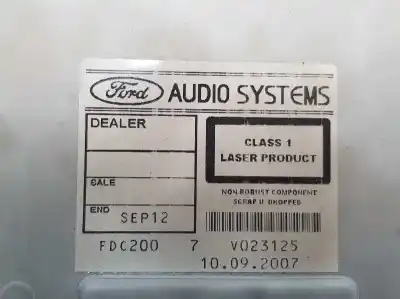 Ford AUDIO SYSTEMS
DEALER
CLASS 1
LASER PRODUCT
SALE
NON-ROBUST COMPONENT
SCRAP IF DROPPED
END SEP12
FDC200 7 V023125
10.09.2007